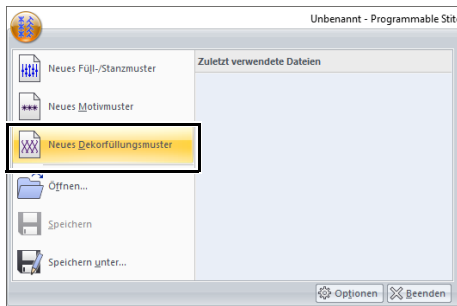 Unbenannt - Programmable Stit
Neues Füll-/Stanzmuster
Zuletzt verwendete Dateien
Neues Motivmuster
Neues Dekorfüllungsmuster
Öffnen...
Speichern
Speichern unter...
Optionen
Beenden